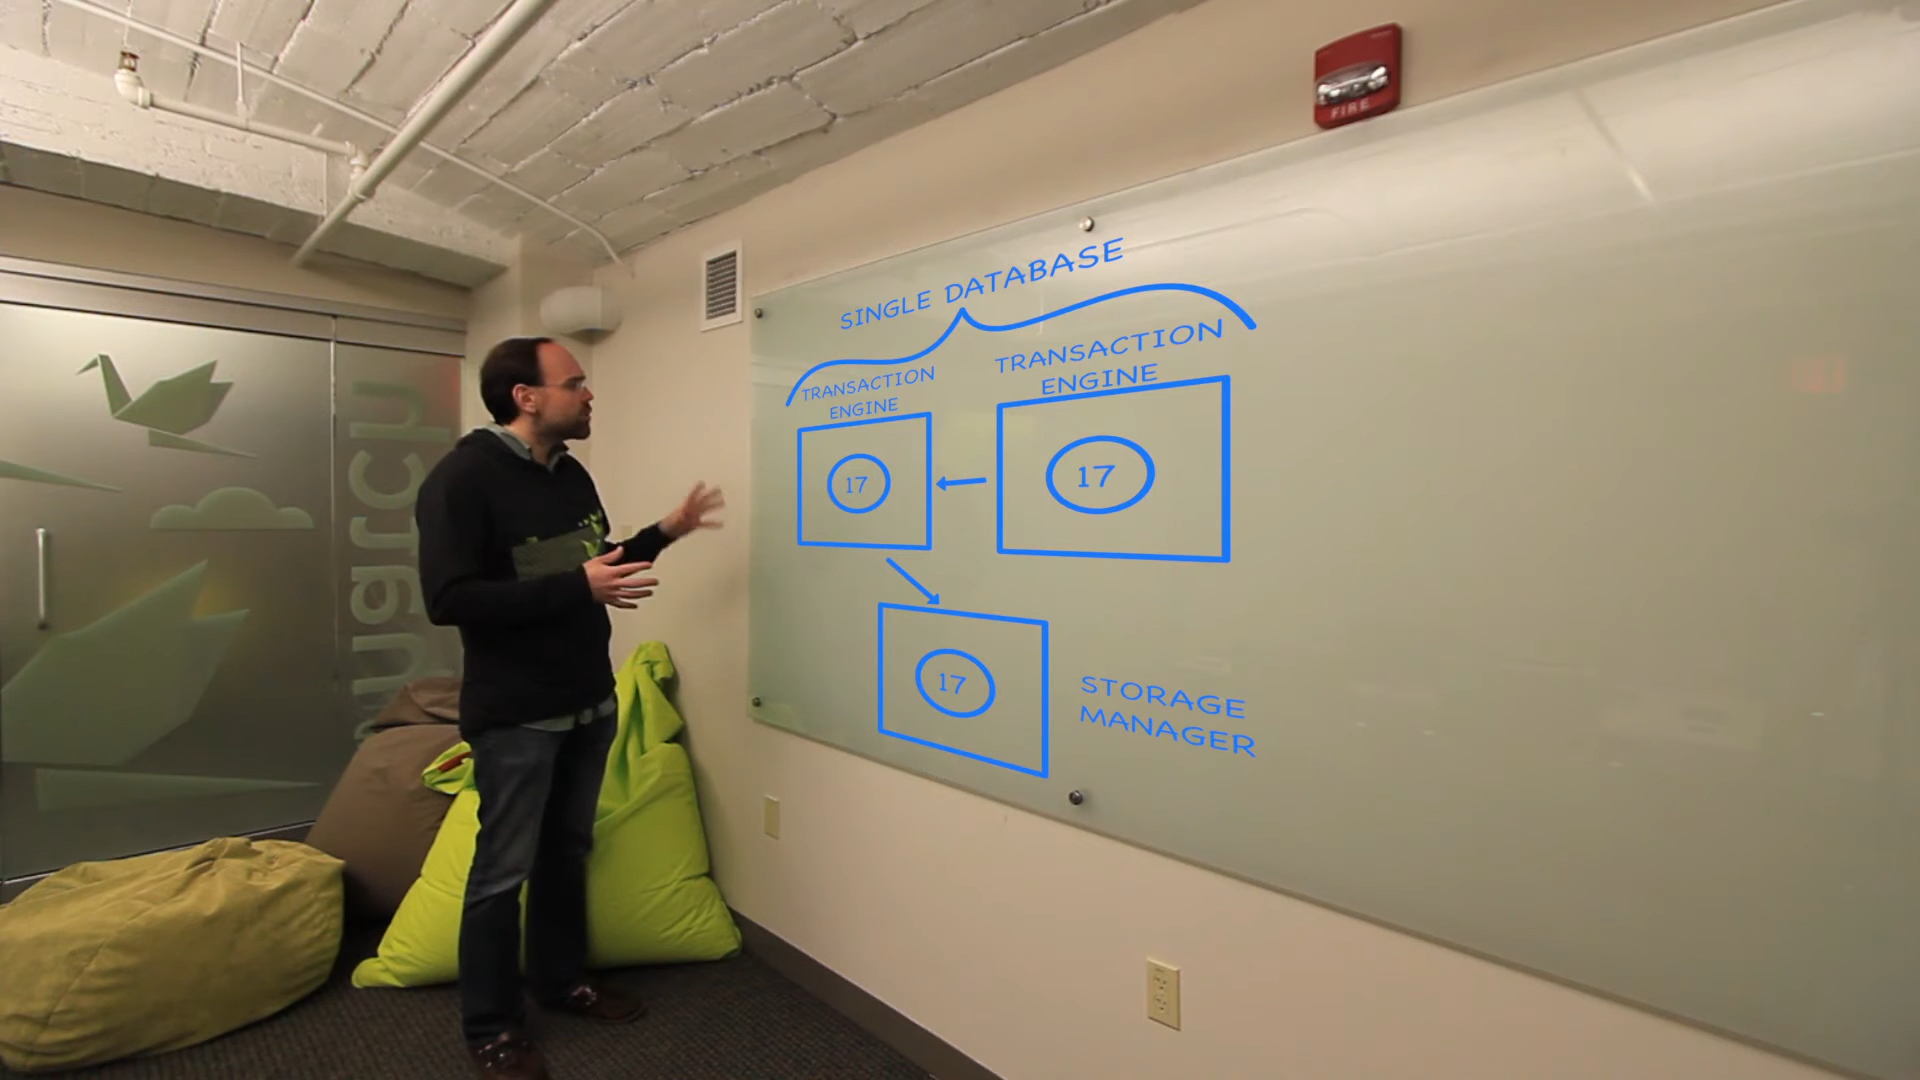 FIRE
SINGLE DATABASE
TRANSACTION
ENGINE
TRANSACTION
ENGINE
17
17
17
STORAGE
MANAGER